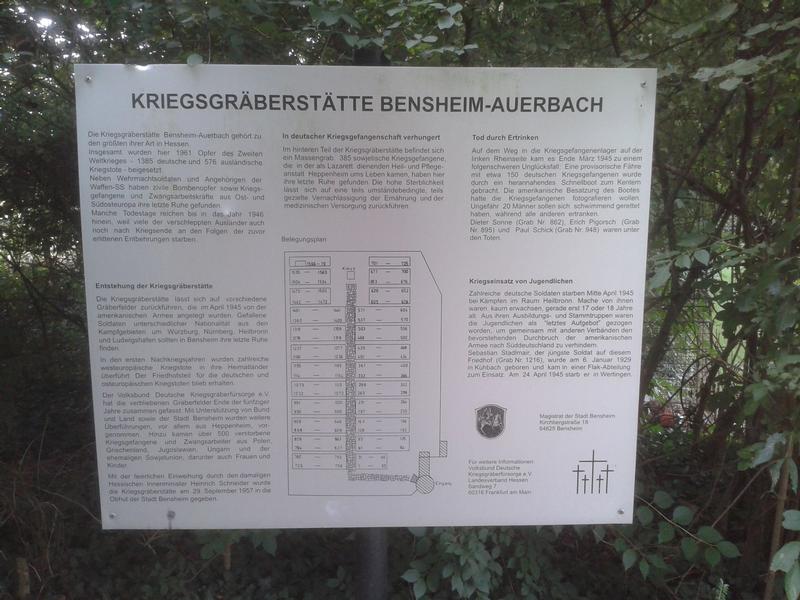 KRIEGSGRÄBERSTÄTTE BENSHEIM-AUERBACH
Die Kriegsgräberstätte Bensheim-Auerbach gehört zu
den größten ihrer Art in Hessen.
Insgesamt wurden hier 1961 Opfer des Zweiten
Weltkrieges - 1385 deutsche und 576 ausländische
Kriegstote - beigesetzt.
Neben Wehrmachtsoldaten und Angehörigen der
Waffen-SS haben zivile Bombenopfer sowie Kriegs-
gefangene und Zwangsarbeitskräfte aus Ost- und
Südosteuropa ihre letzte Ruhe gefunden.
Manche Todestage reichen bis in das Jahr 1946
hinein, weil viele der verschleppten Ausländer auch
noch nach Kriegsende an den Folgen der zuvor
erlittenen Entbehrungen starben.
Entstehung der Kriegsgräberstätte
Die Kriegsgräberstätte lässt sich auf verschiedene
Gräberfelder zurückführen, die im April 1945 von der
amerikanischen Armee angelegt wurden. Gefallene
Soldaten unterschiedlicher Nationalität aus den
Kampfgebieten um Würzburg, Nürnberg, Heilbronn
und Ludwigshafen sollten in Bensheim ihre letzte Ruhe
finden.
In den ersten Nachkriegsjahren wurden zahlreiche
westeuropäische Kriegstote in ihre Heimatländer
überführt. Der Friedhofsteil für die deutschen und
osteuropäischen Kriegstoten blieb erhalten.
Der Volksbund Deutsche Kriegsgräberfürsorge e.V.
hat die verbliebenen Gräberfelder Ende der fünfziger
Jahre zusammen gefasst. Mit Unterstützung von Bund
und Land sowie der Stadt Bensheim wurden weitere
Überführungen, vor allem aus Heppenheim, vor-
genommen. Hinzu kamen über 500 verstorbene
Kriegsgefangene und Zwangsarbeiter aus Polen,
Griechenland, Jugoslawien, Ungarn und der
ehemaligen Sowjetunion, darunter auch Frauen und
Kinder.
Mit der feierlichen Einweihung durch den damaligen
Hessischen Innenminister Heinrich Schneider wurde
die Kriegsgräberstätte am 29. September 1957 in die
Obhut der Stadt Bensheim gegeben.
In deutscher Kriegsgefangenschaft verhungert
Im hinteren Teil der Kriegsgräberstätte befindet sich
ein Massengrab. 385 sowjetische Kriegsgefangene,
die in der als Lazarett dienenden Heil- und Pflege-
anstalt Heppenheim ums Leben kamen, haben hier
ihre letzte Ruhe gefunden. Die hohe Sterblichkeit
lässt sich auf eine teils umständebedingte, teils
gezielte Vernachlässigung der Ernährung und der
medizinischen Versorgung zurückführen.
Belegungsplan
Tod durch Ertrinken
Auf dem Weg in die Kriegsgefangenenlager auf der
linken Rheinseite kam es Ende März 1945 zu einem
folgenschweren Unglücksfall: Eine provisorische Fähre
mit etwa 150 deutschen Kriegsgefangenen wurde
durch ein herannahendes Schnellboot zum Kentern
gebracht. Die amerikanische Besatzung des Bootes
hatte die Kriegsgefangenen fotografieren wollen.
Ungefähr 20 Männer sollen sich schwimmend gerettet
haben, während alle anderen ertranken.
Dieter Sonne (Grab Nr. 862), Erich Pigorsch (Grab
Nr. 895) und Paul Schick (Grab Nr. 948) waren unter
den Toten.
Kriegseinsatz von Jugendlichen
Zahlreiche deutsche Soldaten starben Mitte April 1945
bei Kämpfen im Raum Heilbronn. Mache von ihnen
waren kaum erwachsen, gerade erst 17 oder 18 Jahre
alt. Aus ihren Ausbildungs- und Stammtruppen waren
die Jugendlichen als "letztes Aufgebot" gezogen
worden, um gemeinsam mit anderen Verbänden den
bevorstehenden Durchbruch der amerikanischen
Armee nach Süddeutschland zu verhindern.
Sebastian Stadlmair, der jüngste Soldat auf diesem
Friedhof (Grab Nr. 1216), wurde am 6. Januar 1929
in Kühbach geboren und kam in einer Flak-Abteilung
zum Einsatz. Am 24. April 1945 starb er in Wertingen.
Magistrat der Stadt Bensheim
Kirchbergstraße 18
64625 Bensheim
Für weitere Informationen:
Volksbund Deutsche
Kriegsgräberfürsorge e.V.
Landesverband Hessen
Sandweg 7
60316 Frankfurt am Main